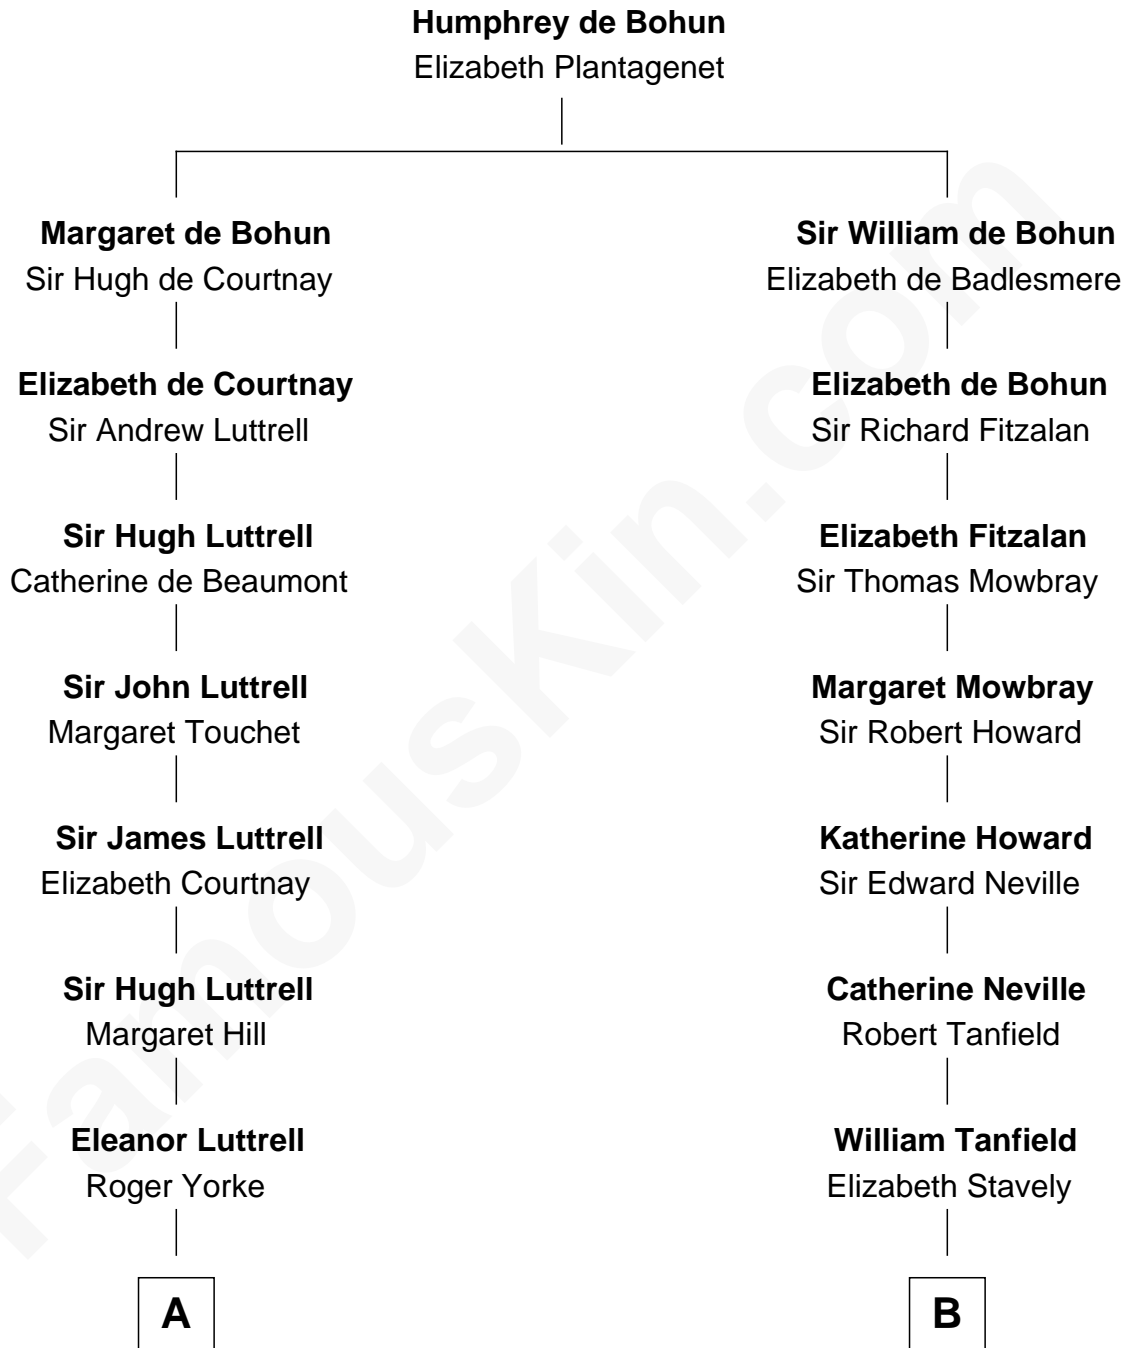 Humphrey de Bohun
Elizabeth Plantagenet
Margaret de Bohun
Sir Hugh de Courtnay
Sir William de Bohun
Elizabeth de Badlesmere
Elizabeth de Courtnay
Sir Andrew Luttrell
Elizabeth de Bohun
Sir Richard Fitzalan
Sir Hugh Luttrell
Catherine de Beaumont
Elizabeth Fitzalan
Sir Thomas Mowbray
Sir John Luttrell
Margaret Touchet
Margaret Mowbray
Sir Robert Howard
Sir James Luttrell
Elizabeth Courtnay
Katherine Howard
Sir Edward Neville
Sir Hugh Luttrell
Margaret Hill
Catherine Neville
Robert Tanfield
Eleanor Luttrell
Roger Yorke
William Tanfield
Elizabeth Stavely
A
B
FamousKin.com